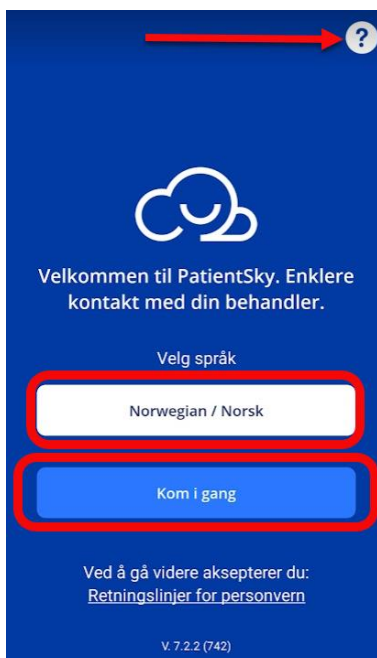 ?
Velkommen til PatientSky. Enklere
kontakt med din behandler.
Velg språk
Norwegian / Norsk
Kom i gang
Ved å gå videre aksepterer du:
Retningslinjer for personvern
V. 7.2.2 (742)